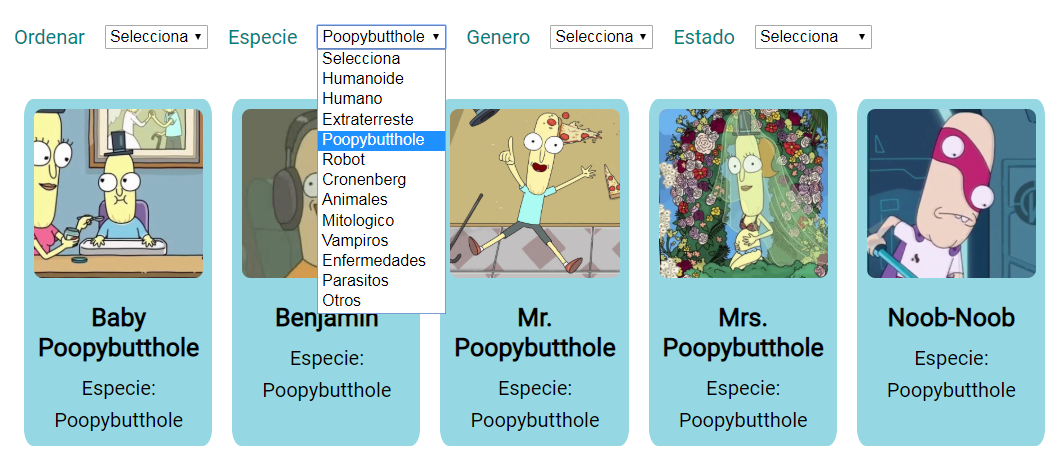 Ordenar Selecciona Especie Poopybutthole Genero Selecciona Estado Selecciona
Selecciona
Humanoide
Humano
Extraterreste
Poopybutthole
Robot
Cronenberg
Animales
Mitologico
Vampiros
Enfermedades
Parasitos
Otros
Baby
Poopybutthole
Especie:
Poopybutthole
Benjamin
Especie:
Poopybutthole
Mr.
Poopybutthole
Especie:
Poopybutthole
Mrs.
Poopybutthole
Especie:
Poopybutthole
Noob-Noob
Especie:
Poopybutthole